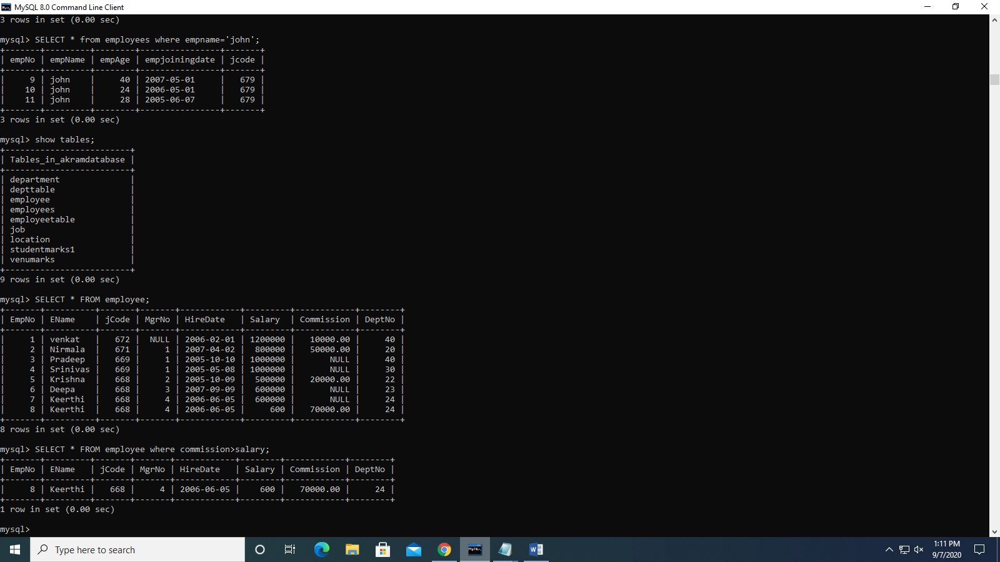 MySQL 8.0 Command Line Client
3 rows in set (0.00 sec)
mysql> SELECT * from employees where empname='john';
+-------+---------+--------+----------------+-------+
| empNo | empName | empAge | empjoiningdate | jcode |
+-------+---------+--------+----------------+-------+
|     9 | john    |     40 | 2007-05-01     |   679 |
|    10 | john    |     24 | 2006-05-01     |   679 |
|    11 | john    |     28 | 2005-06-07     |   679 |
+-------+---------+--------+----------------+-------+
3 rows in set (0.00 sec)
mysql> show tables;
+-------------------------+
| Tables_in_akramdatabase |
+-------------------------+
| department              |
| depttable               |
| employee                |
| employees               |
| employeetable           |
| job                     |
| location                |
| studentmarks1           |
| venumarks               |
+-------------------------+
9 rows in set (0.00 sec)
mysql> SELECT * FROM employee;
+-------+----------+-------+-------+------------+---------+------------+--------+
| EmpNo | EName    | jCode | MgrNo | HireDate   | Salary  | Commission | DeptNo |
+-------+----------+-------+-------+------------+---------+------------+--------+
|     1 | venkat   |   672 |  NULL | 2006-02-01 | 1200000 |   10000.00 |     40 |
|     2 | Nirmala  |   671 |     1 | 2007-04-02 |  800000 |   50000.00 |     20 |
|     3 | Pradeep  |   669 |     1 | 2005-10-10 | 1000000 |       NULL |     40 |
|     4 | Srinivas |   669 |     1 | 2005-05-08 | 1000000 |       NULL |     30 |
|     5 | Krishna  |   668 |     2 | 2005-10-09 |  500000 |   20000.00 |     22 |
|     6 | Deepa    |   668 |     3 | 2007-09-09 |  600000 |       NULL |     23 |
|     7 | Keerthi  |   668 |     4 | 2006-06-05 |  600000 |       NULL |     24 |
|     8 | Keerthi  |   668 |     4 | 2006-06-05 |     600 |   70000.00 |     24 |
+-------+----------+-------+-------+------------+---------+------------+--------+
8 rows in set (0.00 sec)
mysql> SELECT * FROM employee where commission>salary;
+-------+---------+-------+-------+------------+--------+------------+--------+
| EmpNo | EName   | jCode | MgrNo | HireDate   | Salary | Commission | DeptNo |
+-------+---------+-------+-------+------------+--------+------------+--------+
|     8 | Keerthi |   668 |     4 | 2006-06-05 |    600 |   70000.00 |     24 |
+-------+---------+-------+-------+------------+--------+------------+--------+
1 row in set (0.00 sec)
mysql>
Type here to search
1:11 PM
9/7/2020